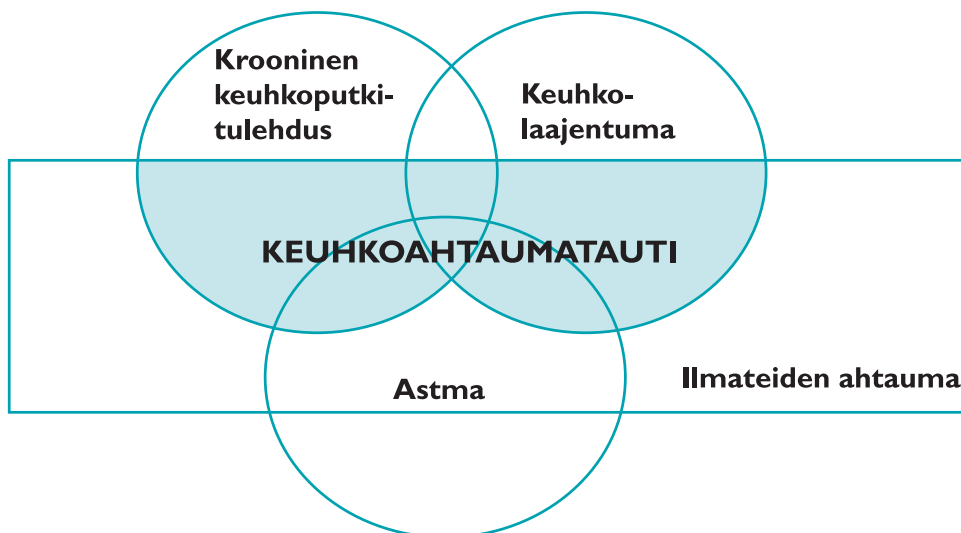 Krooninen
keuhkoputki-
tulehdus
Keuhko-
laajentuma
KEUHKOAHTAUMATAUTI
Astma
Ilmateiden ahtauma